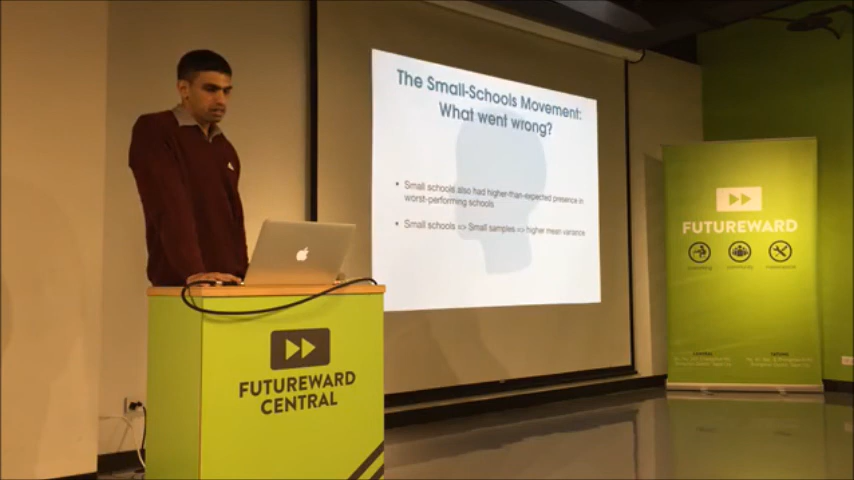 The Small-Schools Movement:
What went wrong?
• Small schools also had higher-than-expected presence in
worst-performing schools
• Small schools => Small samples => higher mean variance
FUTUREWARD
CENTRAL
FUTUREWARD
community